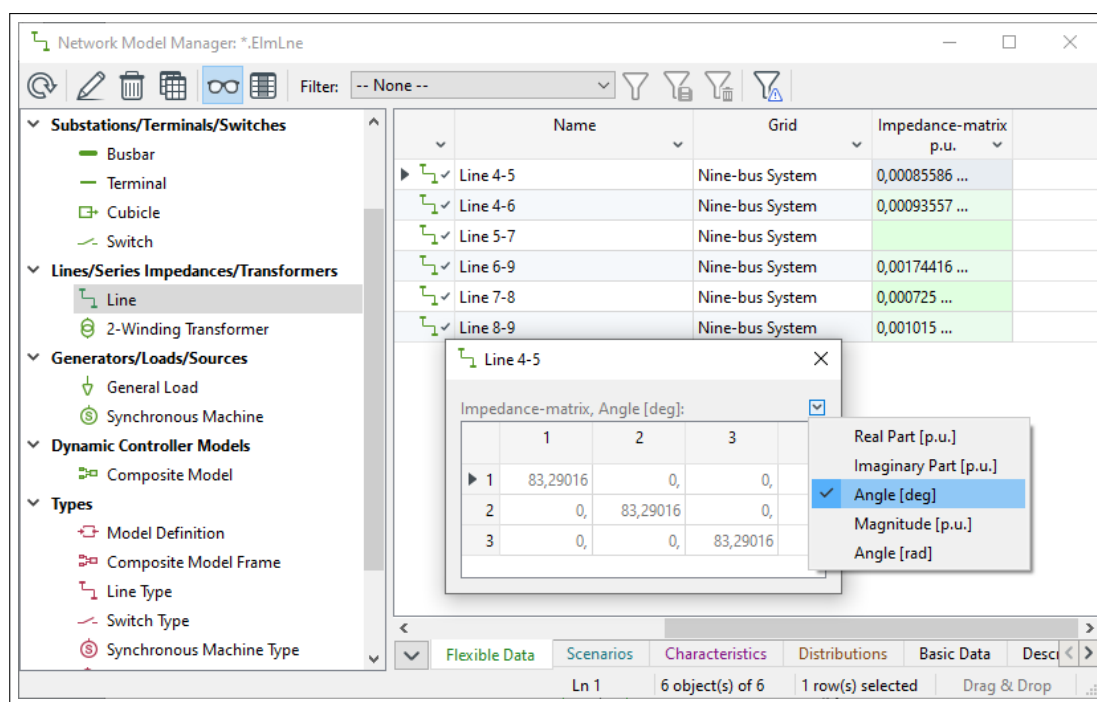 Network Model Manager: *.ElmLne
Filter: -- None --
Substations/Terminals/Switches
Busbar
Terminal
Cubicle
Switch
Lines/Series Impedances/Transformers
Line
2-Winding Transformer
Generators/Loads/Sources
General Load
Synchronous Machine
Dynamic Controller Models
Composite Model
Types
Model Definition
Composite Model Frame
Line Type
Switch Type
Synchronous Machine Type
Name Grid Impedance-matrix
p.u.
Line 4-5 Nine-bus System 0,00085586 ...
Line 4-6 Nine-bus System 0,00093557 ...
Line 5-7 Nine-bus System
Line 6-9 Nine-bus System 0,00174416 ...
Line 7-8 Nine-bus System 0,000725 ...
Line 8-9 Nine-bus System 0,001015 ...
Line 4-5
Impedance-matrix, Angle [deg]:
1 2 3
1 83,29016 0, 0,
2 0, 83,29016 0,
3 0, 0, 83,29016
Real Part [p.u.]
Imaginary Part [p.u.]
Angle [deg]
Magnitude [p.u.]
Angle [rad]
Flexible Data Scenarios Characteristics Distributions Basic Data Descr
Ln 1 6 object(s) of 6 1 row(s) selected Drag & Drop